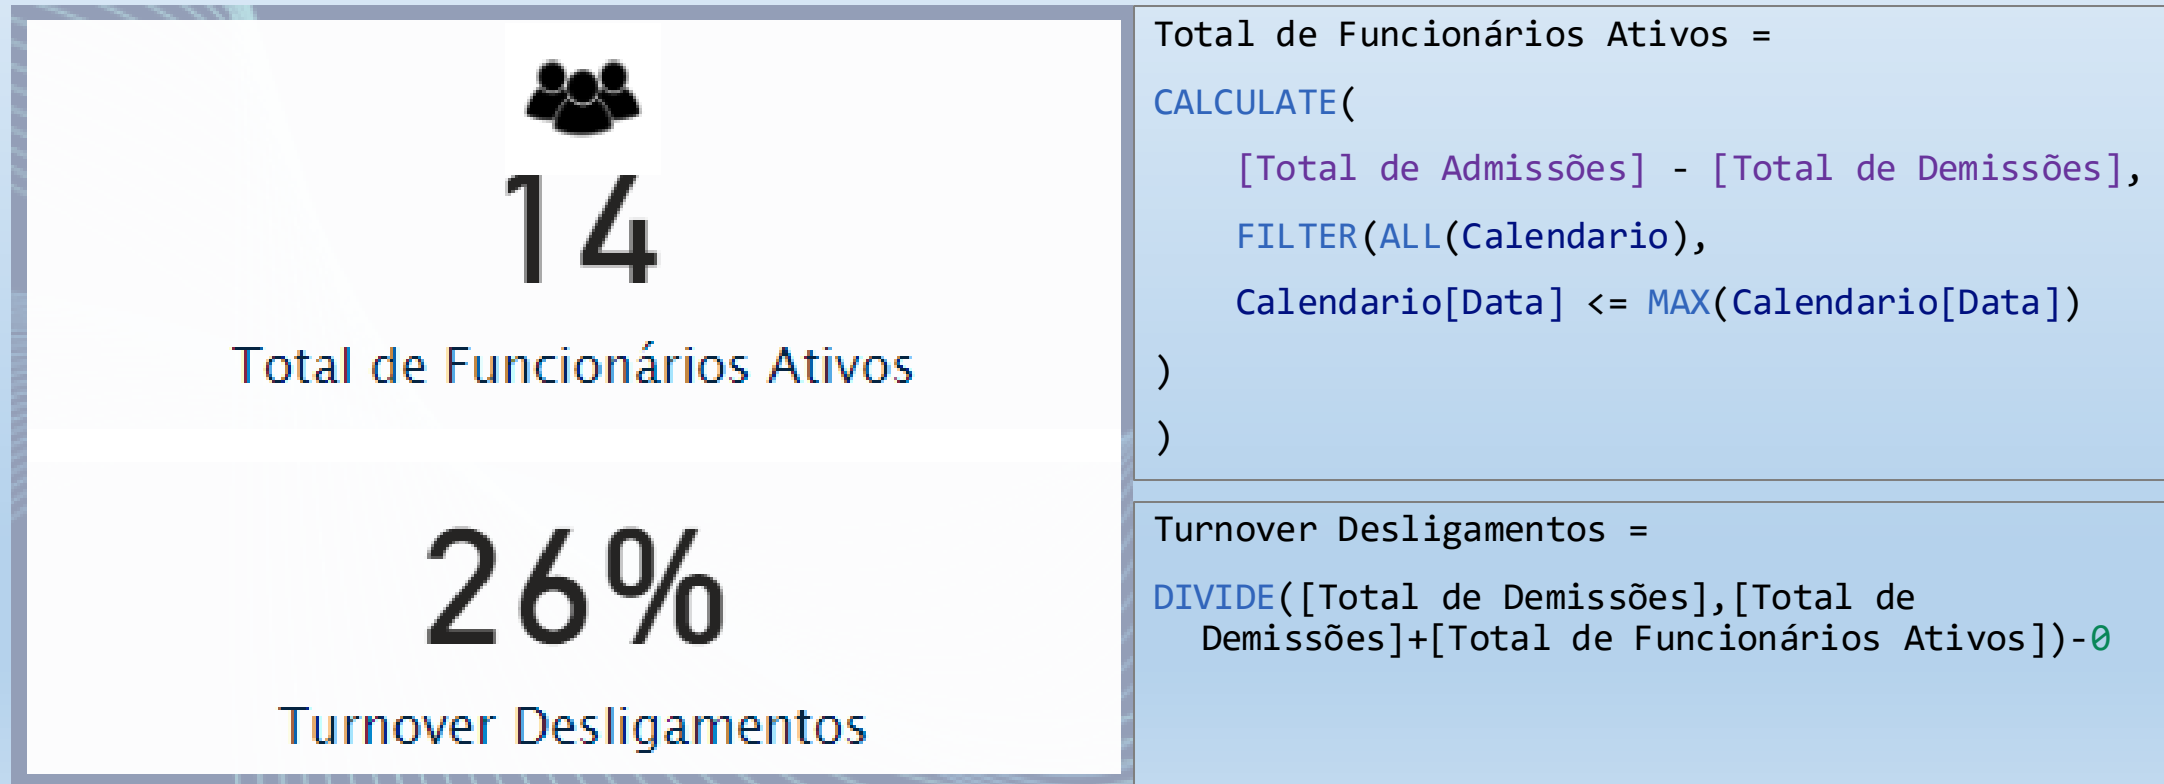 14
Total de Funcionários Ativos
26%
Turnover Desligamentos
Total de Funcionários Ativos =
CALCULATE(
[Total de Admissões] - [Total de Demissões],
FILTER(ALL(Calendario),
Calendario[Data] <= MAX(Calendario[Data])
)
)
Turnover Desligamentos =
DIVIDE([Total de Demissões],[Total de
Demissões]+[Total de Funcionários Ativos])-0